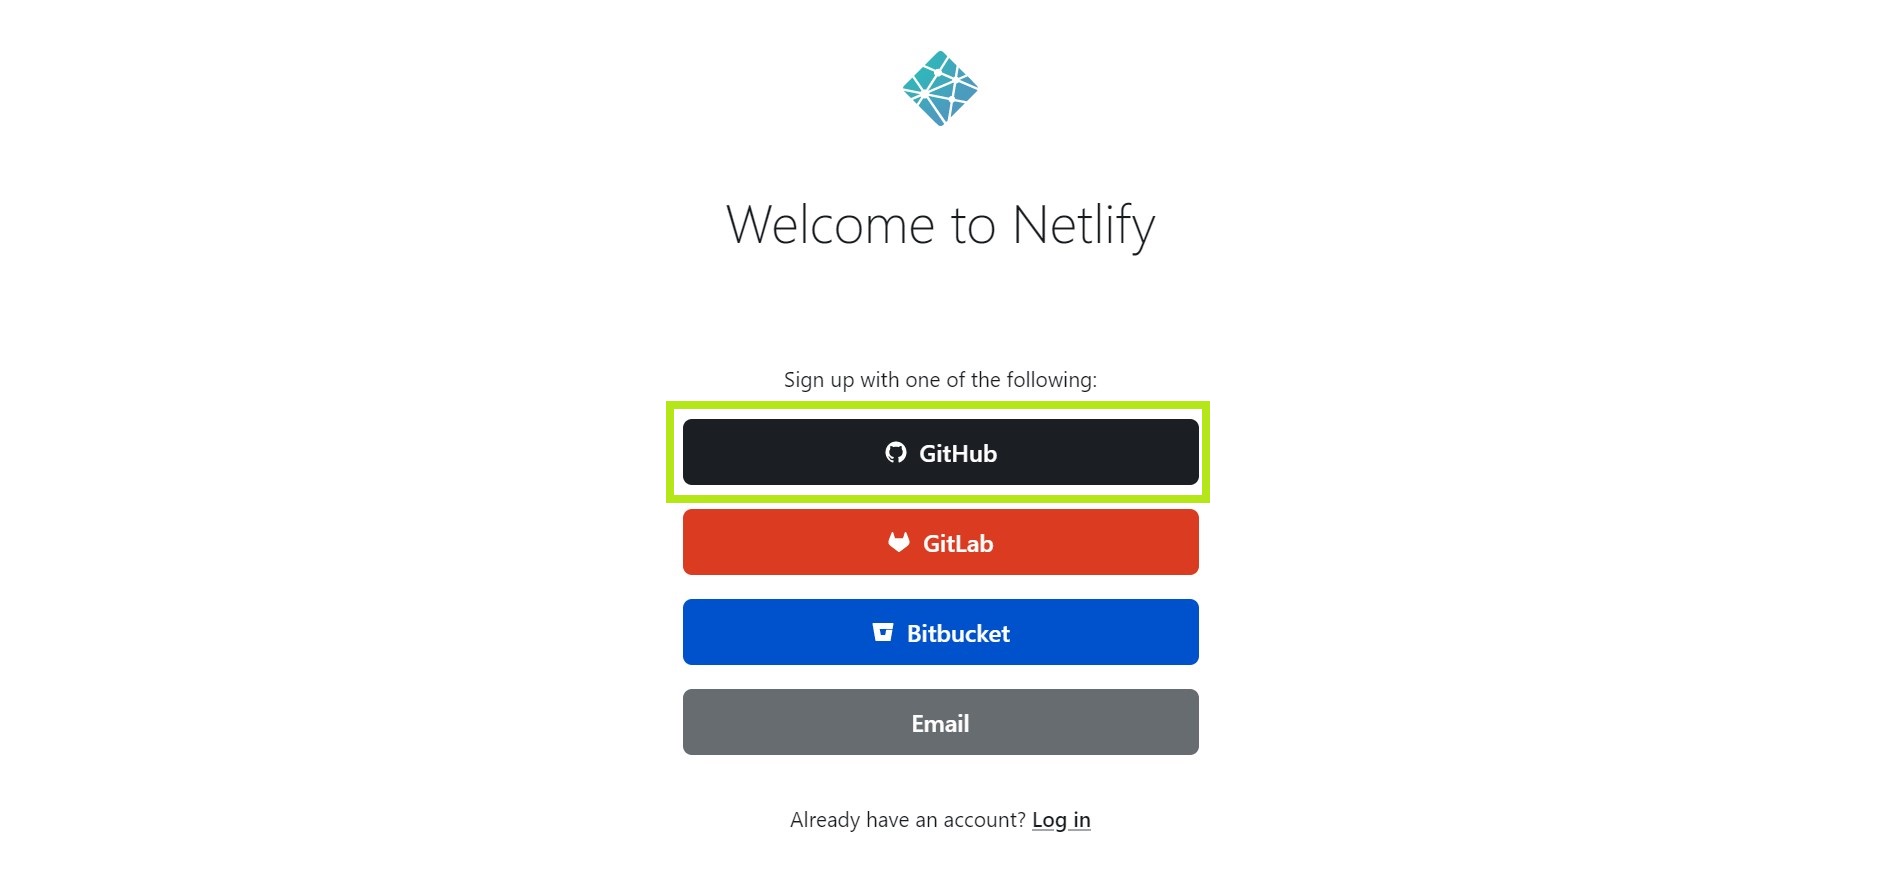 Welcome to Netlify
Sign up with one of the following:
GitHub
GitLab
Bitbucket
Email
Already have an account? Log in